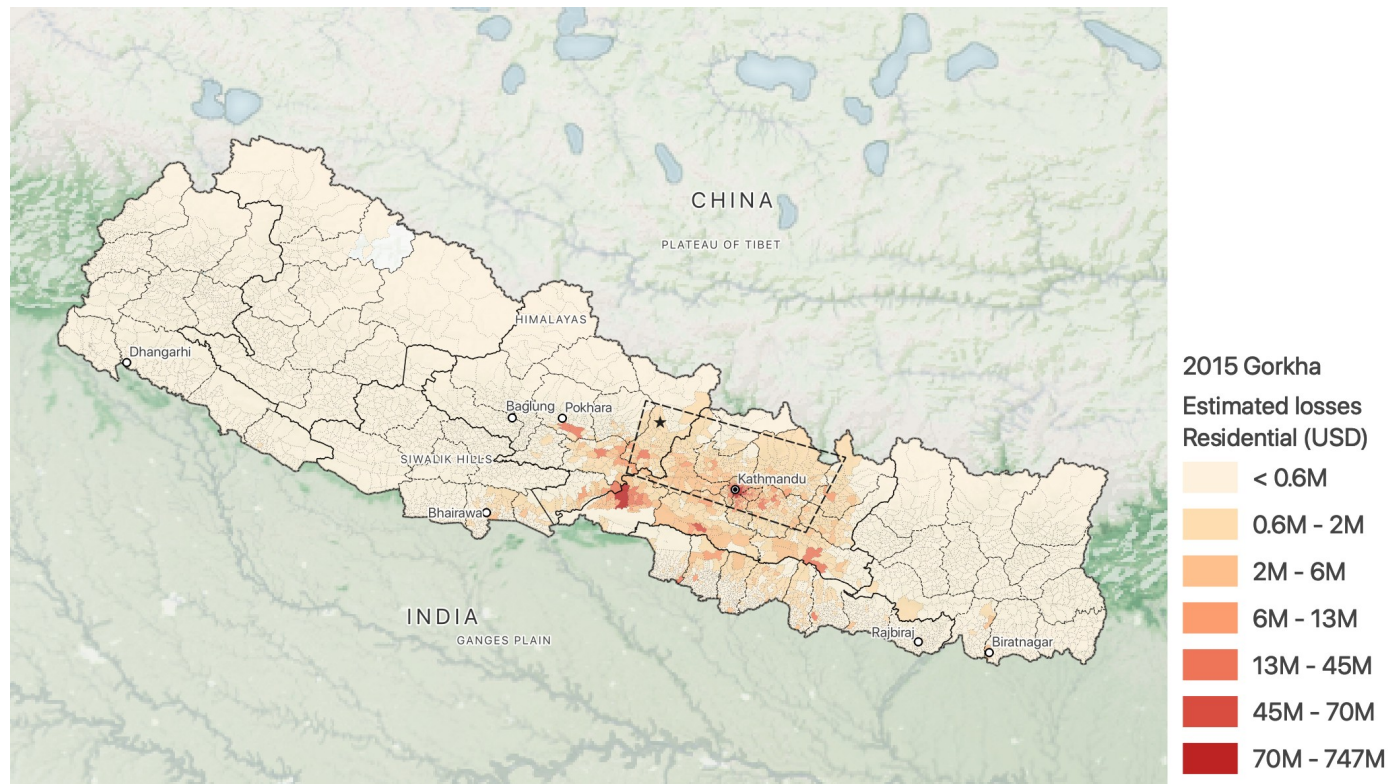 CHINA
PLATEAU OF TIBET
HIMALAYAS
Dhangarhi
Baglung
Pokhara
SIWALIK HILLS
Kathmandu
Bhairawa
INDIA
GANGES PLAIN
Rajbiraj
Biratnagar
2015 Gorkha
Estimated losses
Residential (USD)
< 0.6M
0.6M - 2M
2M - 6M
6M - 13M
13M - 45M
45M - 70M
70M - 747M